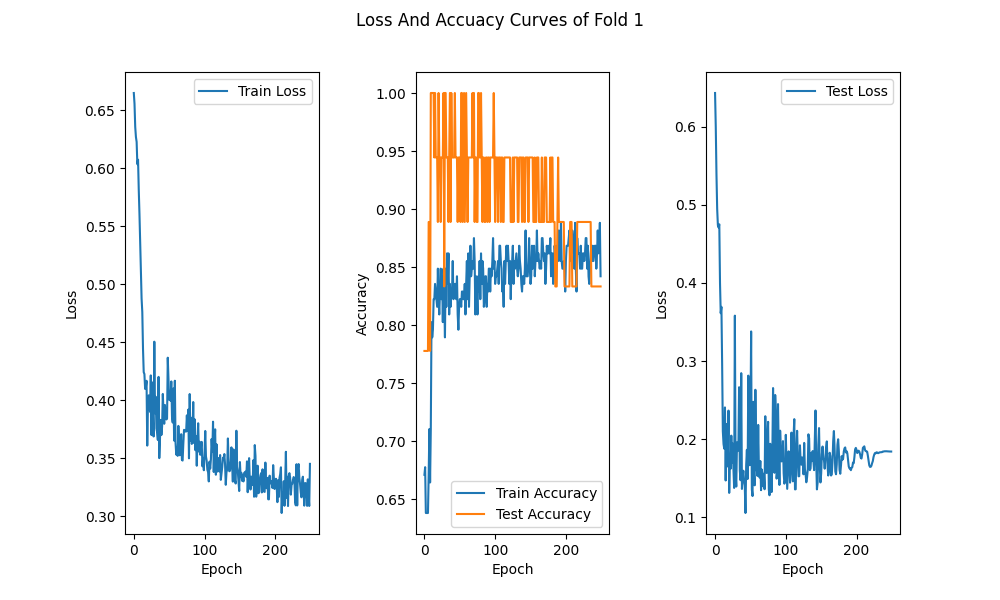 Loss And Accuacy Curves of Fold 1
Train Loss
0.65
0.60
0.55
0.50
0.45
0.40
0.35
0.30
Loss
0 100 200
Epoch
1.00
0.95
0.90
0.85
0.80
0.75
0.70
0.65
Accuracy
Train Accuracy
Test Accuracy
0 100 200
Epoch
Test Loss
0.6
0.5
0.4
0.3
0.2
0.1
Loss
0 100 200
Epoch